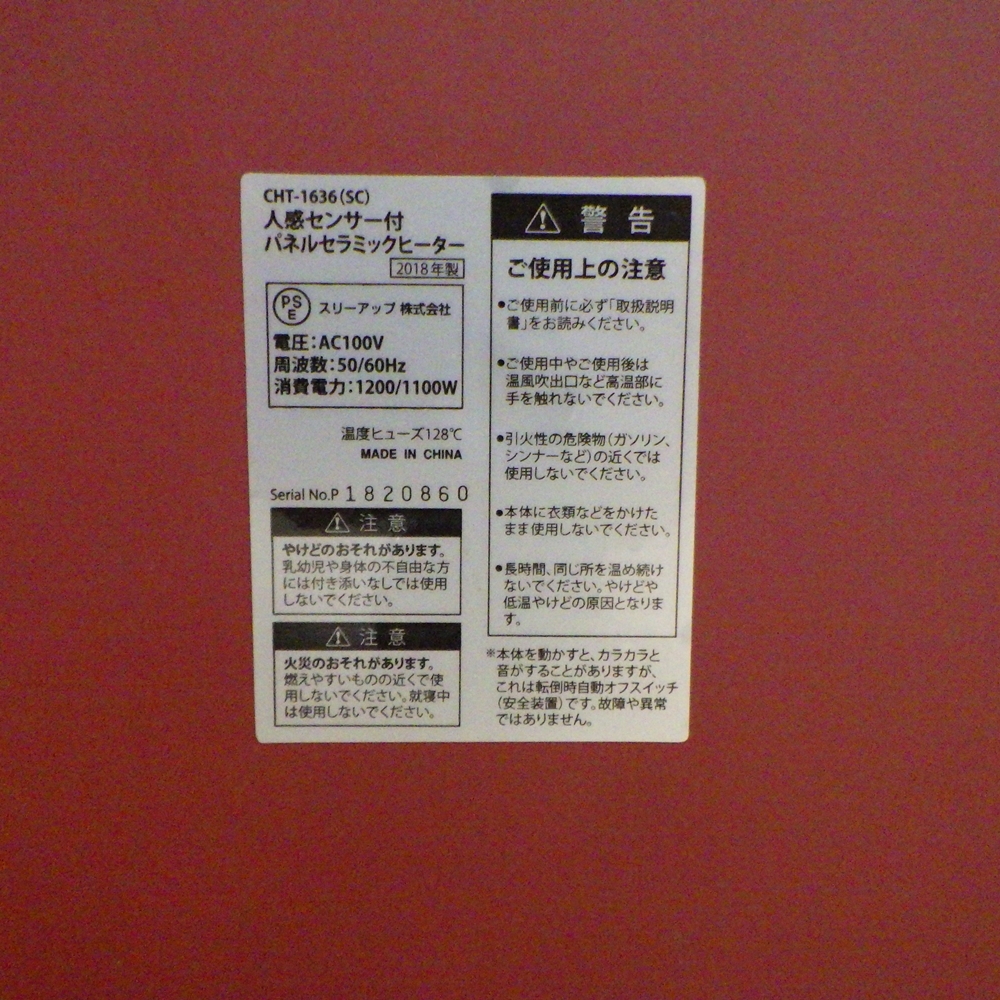 CHT-1636(SC)
人感センサー付
パネルセラミックヒーター
2018年製
PSE スリーアップ 株式会社
電圧:AC100V
周波数:50/60Hz
消費電力:1200/1100W
温度ヒューズ128℃
MADE IN CHINA
Serial No.P 1820860
注意
やけどのおそれがあります。
乳幼児や身体の不自由な方
には付き添いなしでは使用
しないでください。
注意
火災のおそれがあります。
燃えやすいものの近くで使
用しないでください。就寝中
は使用しないでください。
警告
ご使用上の注意
●ご使用前に必ず「取扱説明
書」をお読みください。
●ご使用中やご使用後は
温風吹出口など高温部に
手を触れないでください。
●引火性の危険物(ガソリン、
シンナーなど)の近くでは
使用しないでください。
●本体に衣類などをかけた
まま使用しないでください。
●長時間、同じ所を温め続け
ないでください。やけどや
低温やけどの原因となりま
す。
※本体を動かすと、カラカラと
音がすることがありますが、
これは転倒時自動オフスイッチ
(安全装置)です。故障や異常
ではありません。